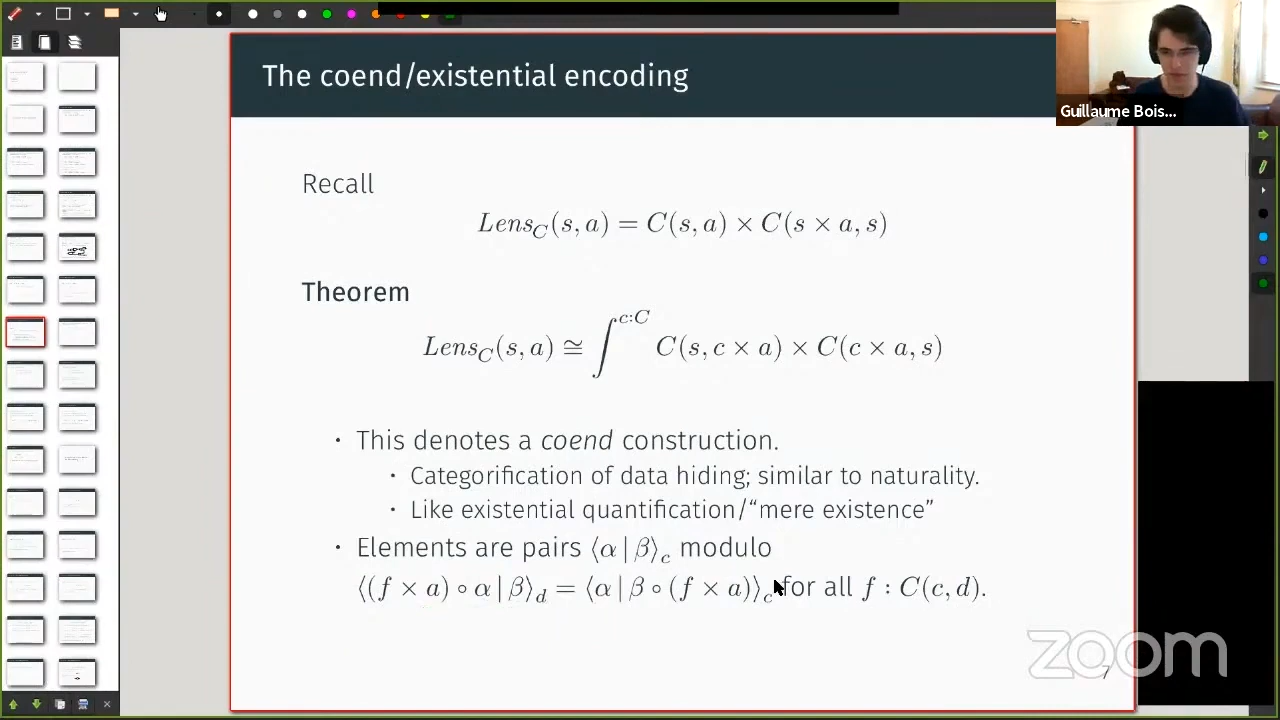 The coend/existential encoding
Guillaume Bois...
Recall
Lens_C(s, a) = C(s, a) × C(s × a, s)
Theorem
Lens_C(s, a) ≅ ∫^{c:C} C(s, c × a) × C(c × a, s)
• This denotes a coend construction.
• Categorification of data hiding; similar to naturality.
• Like existential quantification/“mere existence”
• Elements are pairs ⟨α | β⟩_c modulo
⟨(f × a) ∘ α | β⟩_d = ⟨α | β ∘ (f × a)⟩_c for all f : C(c, d).
zoom
7